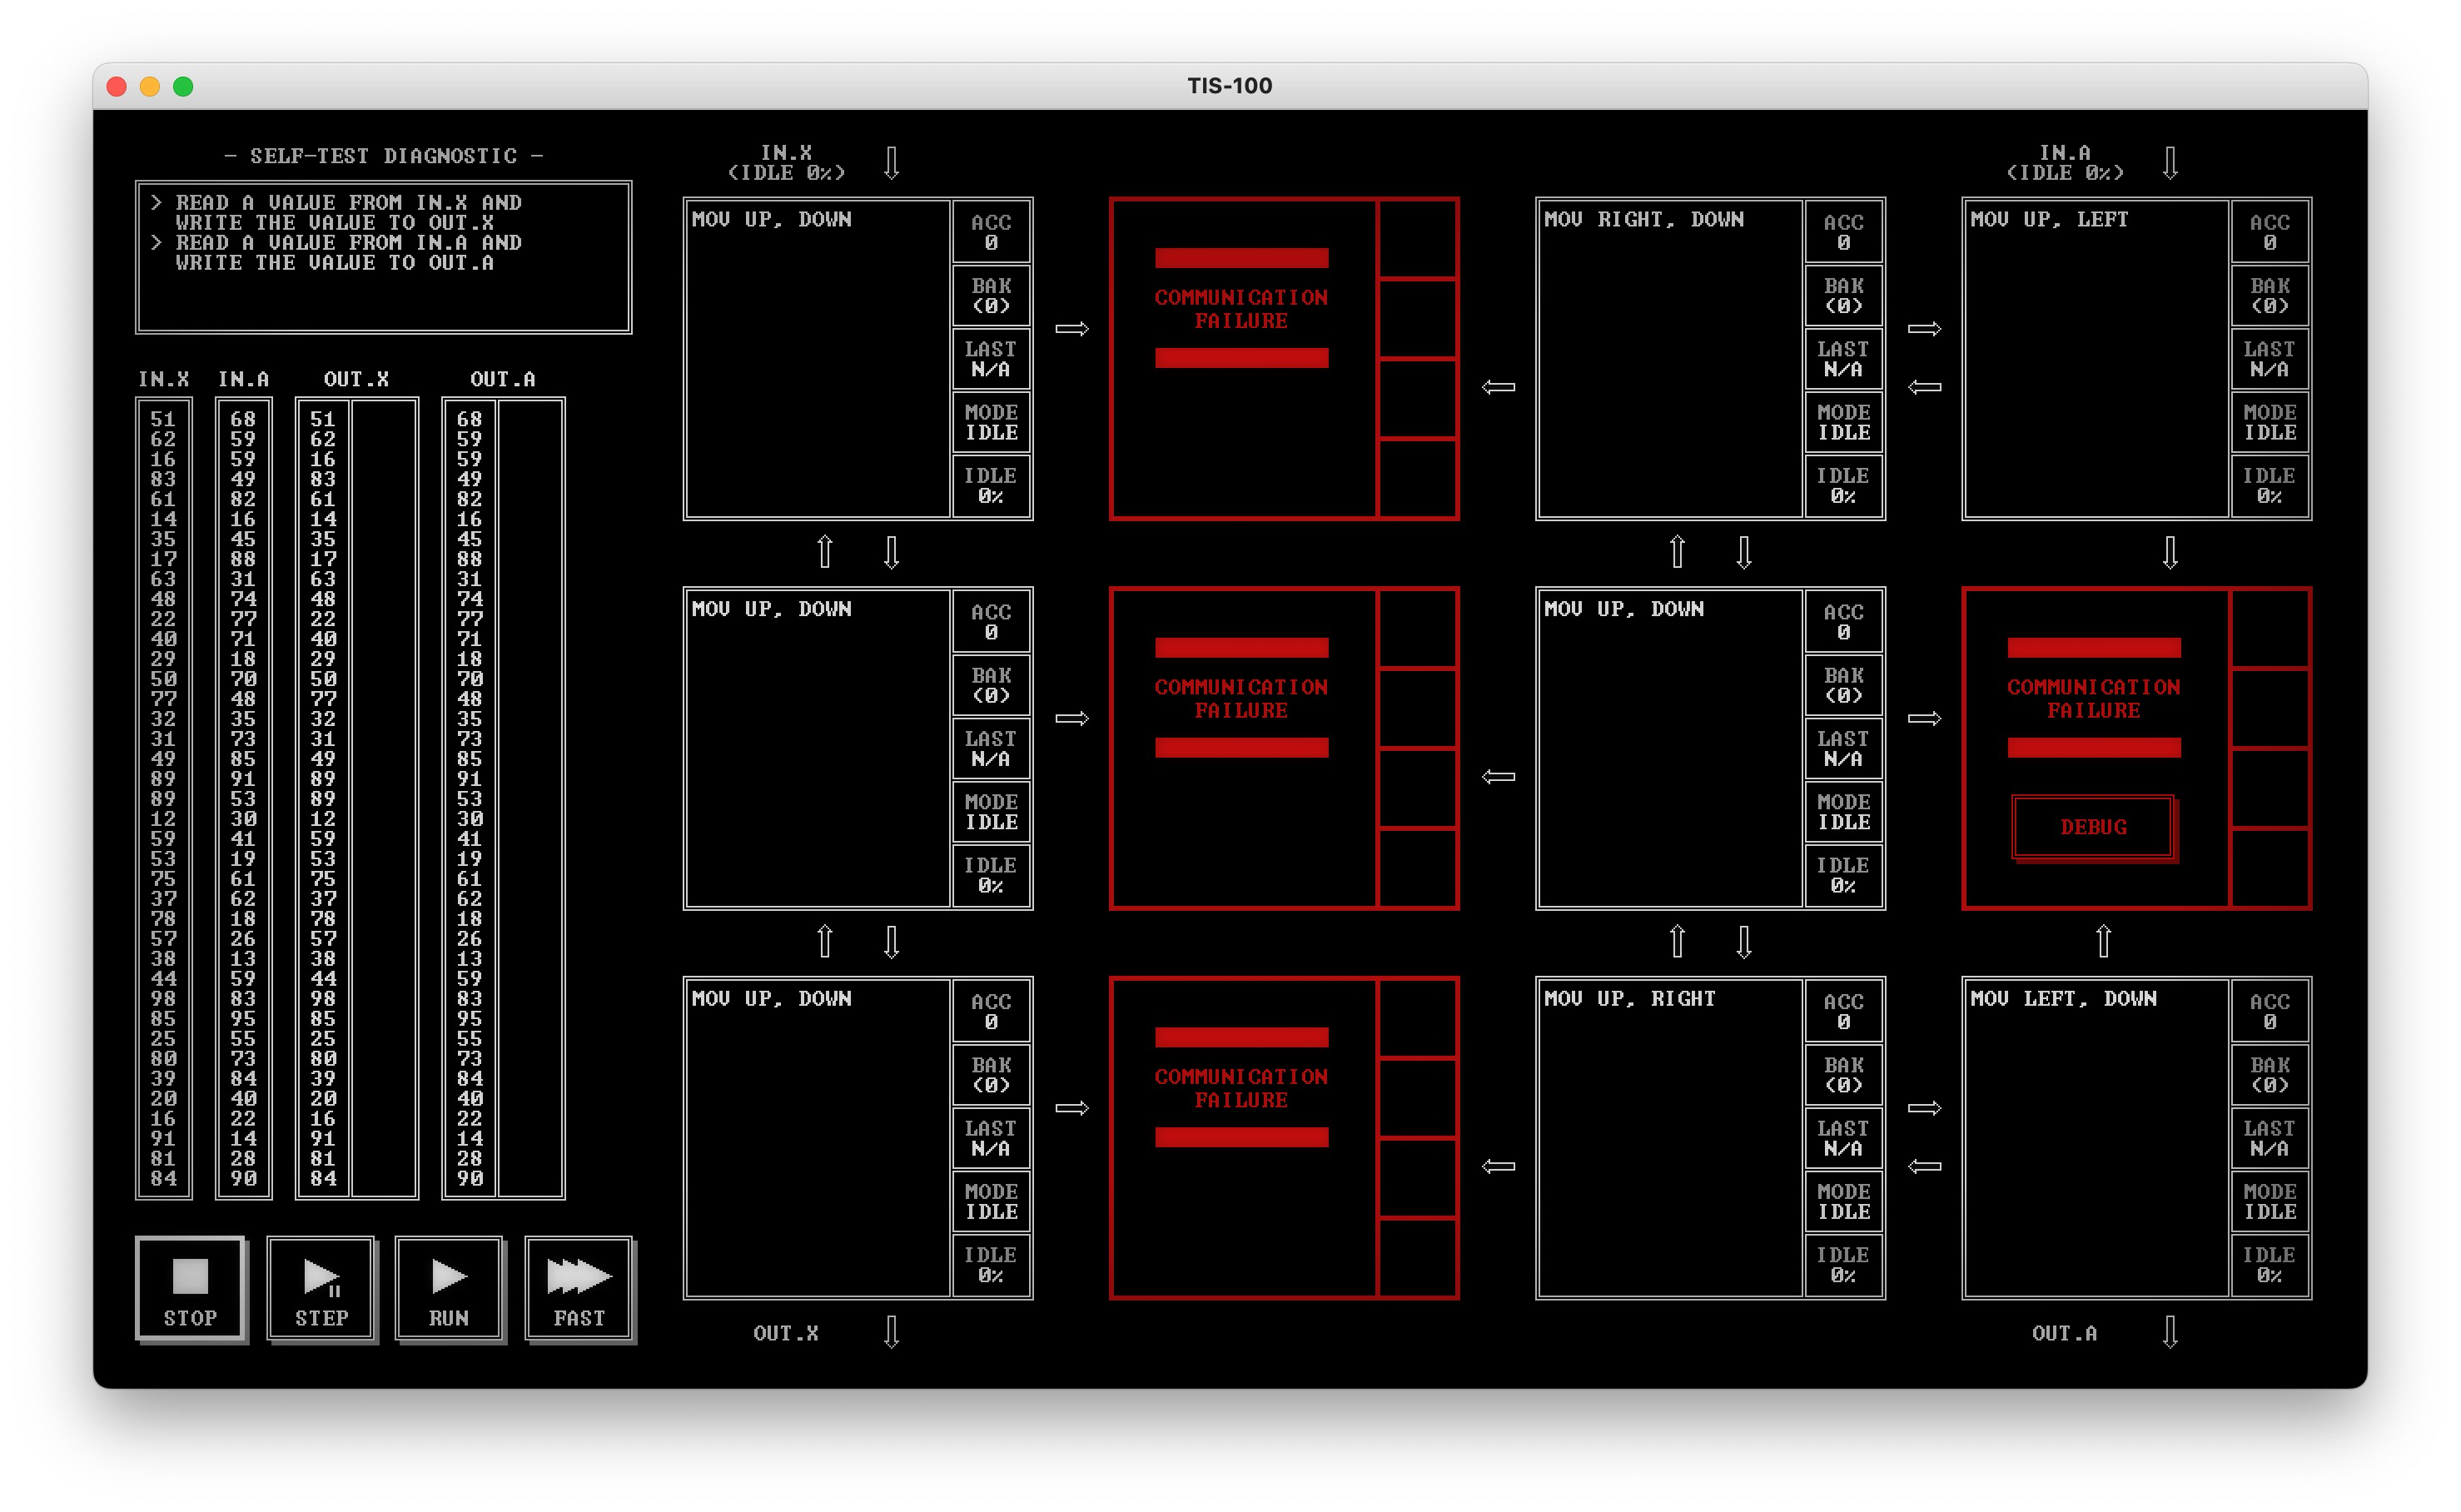 TIS-100
- SELF-TEST DIAGNOSTIC -
> READ A VALUE FROM IN.X AND
WRITE THE VALUE TO OUT.X
> READ A VALUE FROM IN.A AND
WRITE THE VALUE TO OUT.A
IN.X IN.A OUT.X OUT.A
51 68 51 68
62 59 62 59
16 59 16 59
83 49 83 49
61 82 61 82
14 16 14 16
35 45 35 45
17 88 17 88
63 31 63 31
48 74 48 74
22 77 22 77
40 71 40 71
29 18 29 18
50 70 50 70
77 48 77 48
32 35 32 35
31 73 31 73
49 85 49 85
89 91 89 91
89 53 89 53
12 30 12 30
59 41 59 41
53 19 53 19
75 61 75 61
37 62 37 62
78 18 78 18
57 26 57 26
38 13 38 13
44 59 44 59
98 83 98 83
85 95 85 95
25 55 25 55
80 73 80 73
39 84 39 84
20 40 20 40
16 22 16 22
91 14 91 14
81 28 81 28
84 90 84 90
STOP
STEP
RUN
FAST
IN.X
(IDLE 0%)
IN.A
(IDLE 0%)
MOV UP, DOWN
ACC
0
BAK
(0)
LAST
N/A
MODE
IDLE
IDLE
0%
COMMUNICATION
FAILURE
MOV RIGHT, DOWN
ACC
0
BAK
(0)
LAST
N/A
MODE
IDLE
IDLE
0%
MOV UP, LEFT
ACC
0
BAK
(0)
LAST
N/A
MODE
IDLE
IDLE
0%
MOV UP, DOWN
ACC
0
BAK
(0)
LAST
N/A
MODE
IDLE
IDLE
0%
COMMUNICATION
FAILURE
MOV UP, DOWN
ACC
0
BAK
(0)
LAST
N/A
MODE
IDLE
IDLE
0%
COMMUNICATION
FAILURE
DEBUG
MOV UP, DOWN
ACC
0
BAK
(0)
LAST
N/A
MODE
IDLE
IDLE
0%
COMMUNICATION
FAILURE
MOV UP, RIGHT
ACC
0
BAK
(0)
LAST
N/A
MODE
IDLE
IDLE
0%
MOV LEFT, DOWN
ACC
0
BAK
(0)
LAST
N/A
MODE
IDLE
IDLE
0%
OUT.X
OUT.A